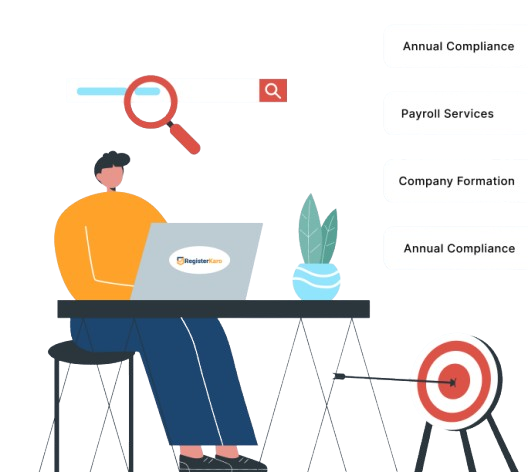 Annual Compliance
Payroll Services
Company Formation
RegisterKaro
Annual Compliance